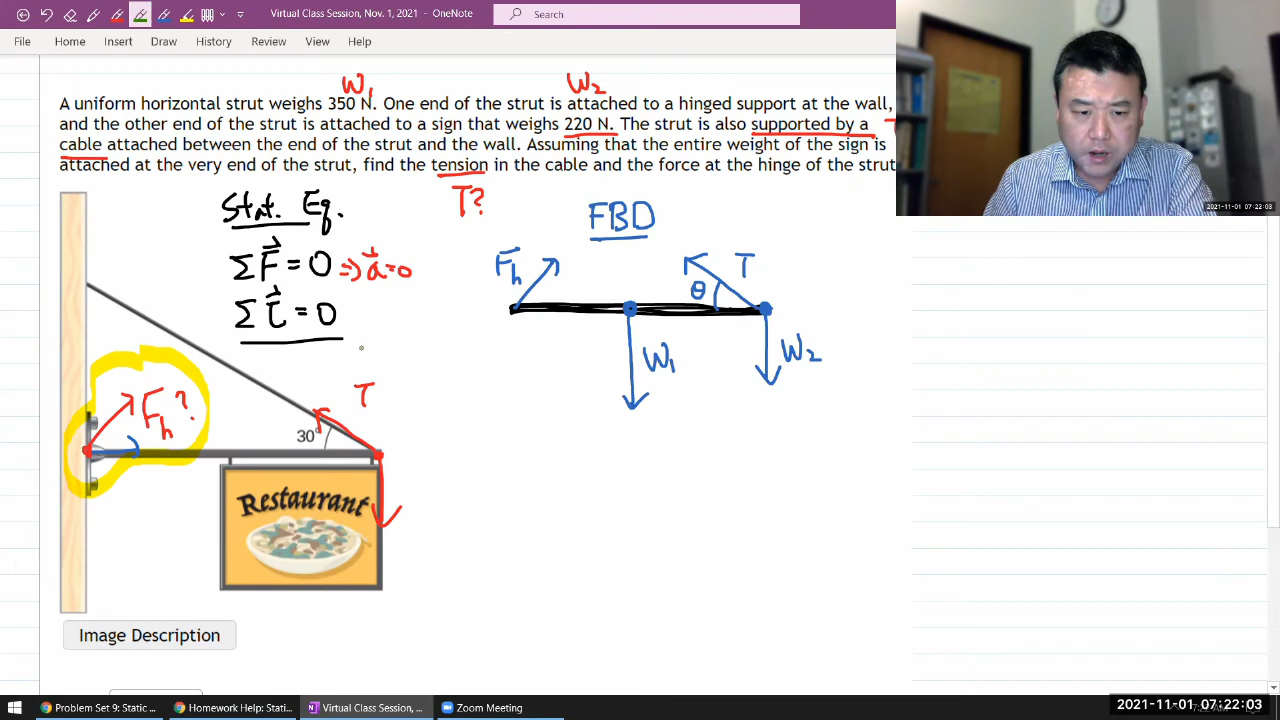 Virtual Class Session, Nov. 1, 2021 - OneNote
Search
File Home Insert Draw History Review View Help
W1 W2
A uniform horizontal strut weighs 350 N. One end of the strut is attached to a hinged support at the wall,
and the other end of the strut is attached to a sign that weighs 220 N. The strut is also supported by a
cable attached between the end of the strut and the wall. Assuming that the entire weight of the sign is
attached at the very end of the strut, find the tension in the cable and the force at the hinge of the strut
T?
Stat. Eq.
ΣF⃗ = 0 ⇒ a⃗ = 0
Στ⃗ = 0
FBD
F⃗h
θ
T
W1
W2
T
Fh?
30°
Restaurant
Image Description
2021-11-01 07:22:03
Problem Set 9: Static ...
Homework Help: Stati...
Virtual Class Session, ...
Zoom Meeting
2021-11-01 07:22:03